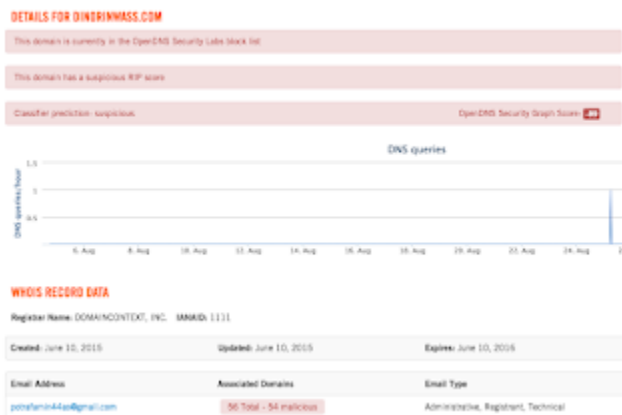 DETAILS FOR DINORINWASS.COM
This domain is currently in the OpenDNS Security Labs block list
This domain has a suspicious RIP score
Classifier prediction: suspicious OpenDNS Security Graph Score:
DNS queries
DNS queries/hour
1.5
1
0.5
6. Aug 8. Aug 10. Aug 12. Aug 14. Aug 16. Aug 18. Aug 20. Aug 22. Aug 24. Aug
WHOIS RECORD DATA
Registrar Name: DOMAINCONTEXT, INC. IANAID: 1111
Created: June 10, 2015 Updated: June 10, 2015 Expires: June 10, 2016
Email Address Associated Domains Email Type
56 Total - 54 malicious Administrative, Registrant, Technical